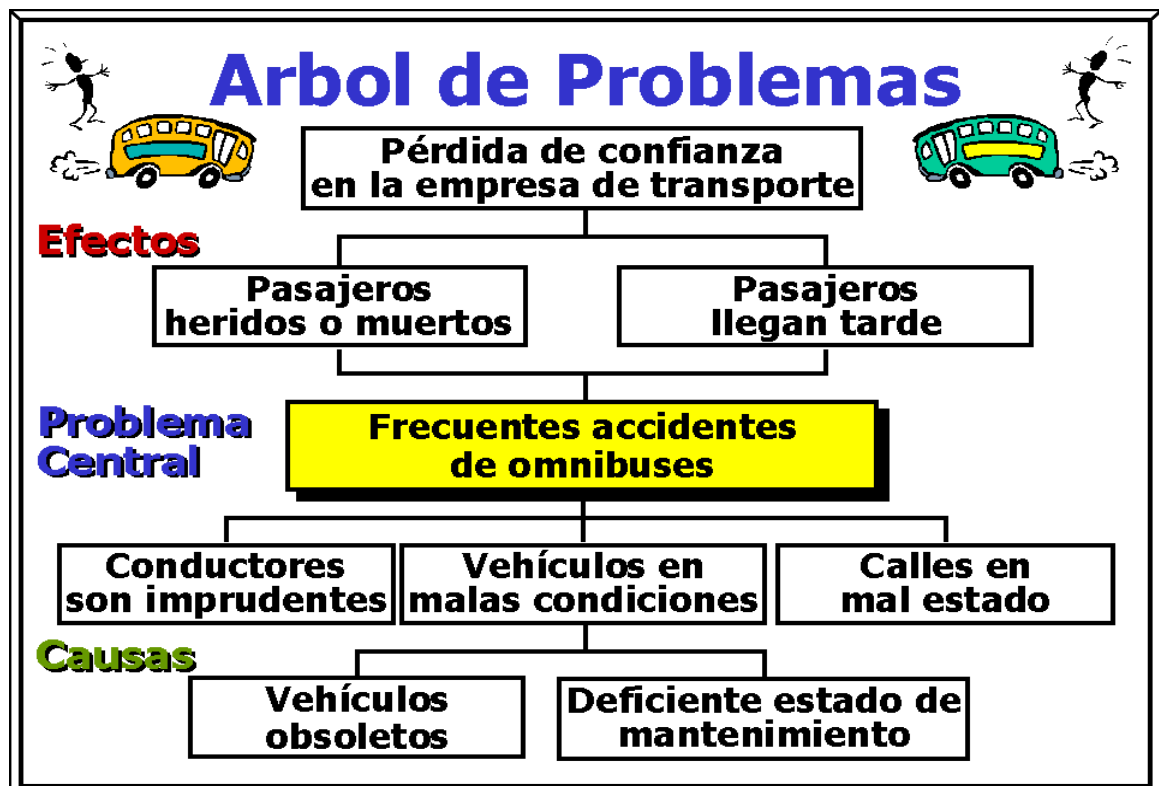 Arbol de Problemas
Pérdida de confianza
en la empresa de transporte
Efectos
Pasajeros
heridos o muertos
Pasajeros
llegan tarde
Problema
Central
Frecuentes accidentes
de omnibuses
Conductores
son imprudentes
Vehículos en
malas condiciones
Calles en
mal estado
Causas
Vehículos
obsoletos
Deficiente estado de
mantenimiento